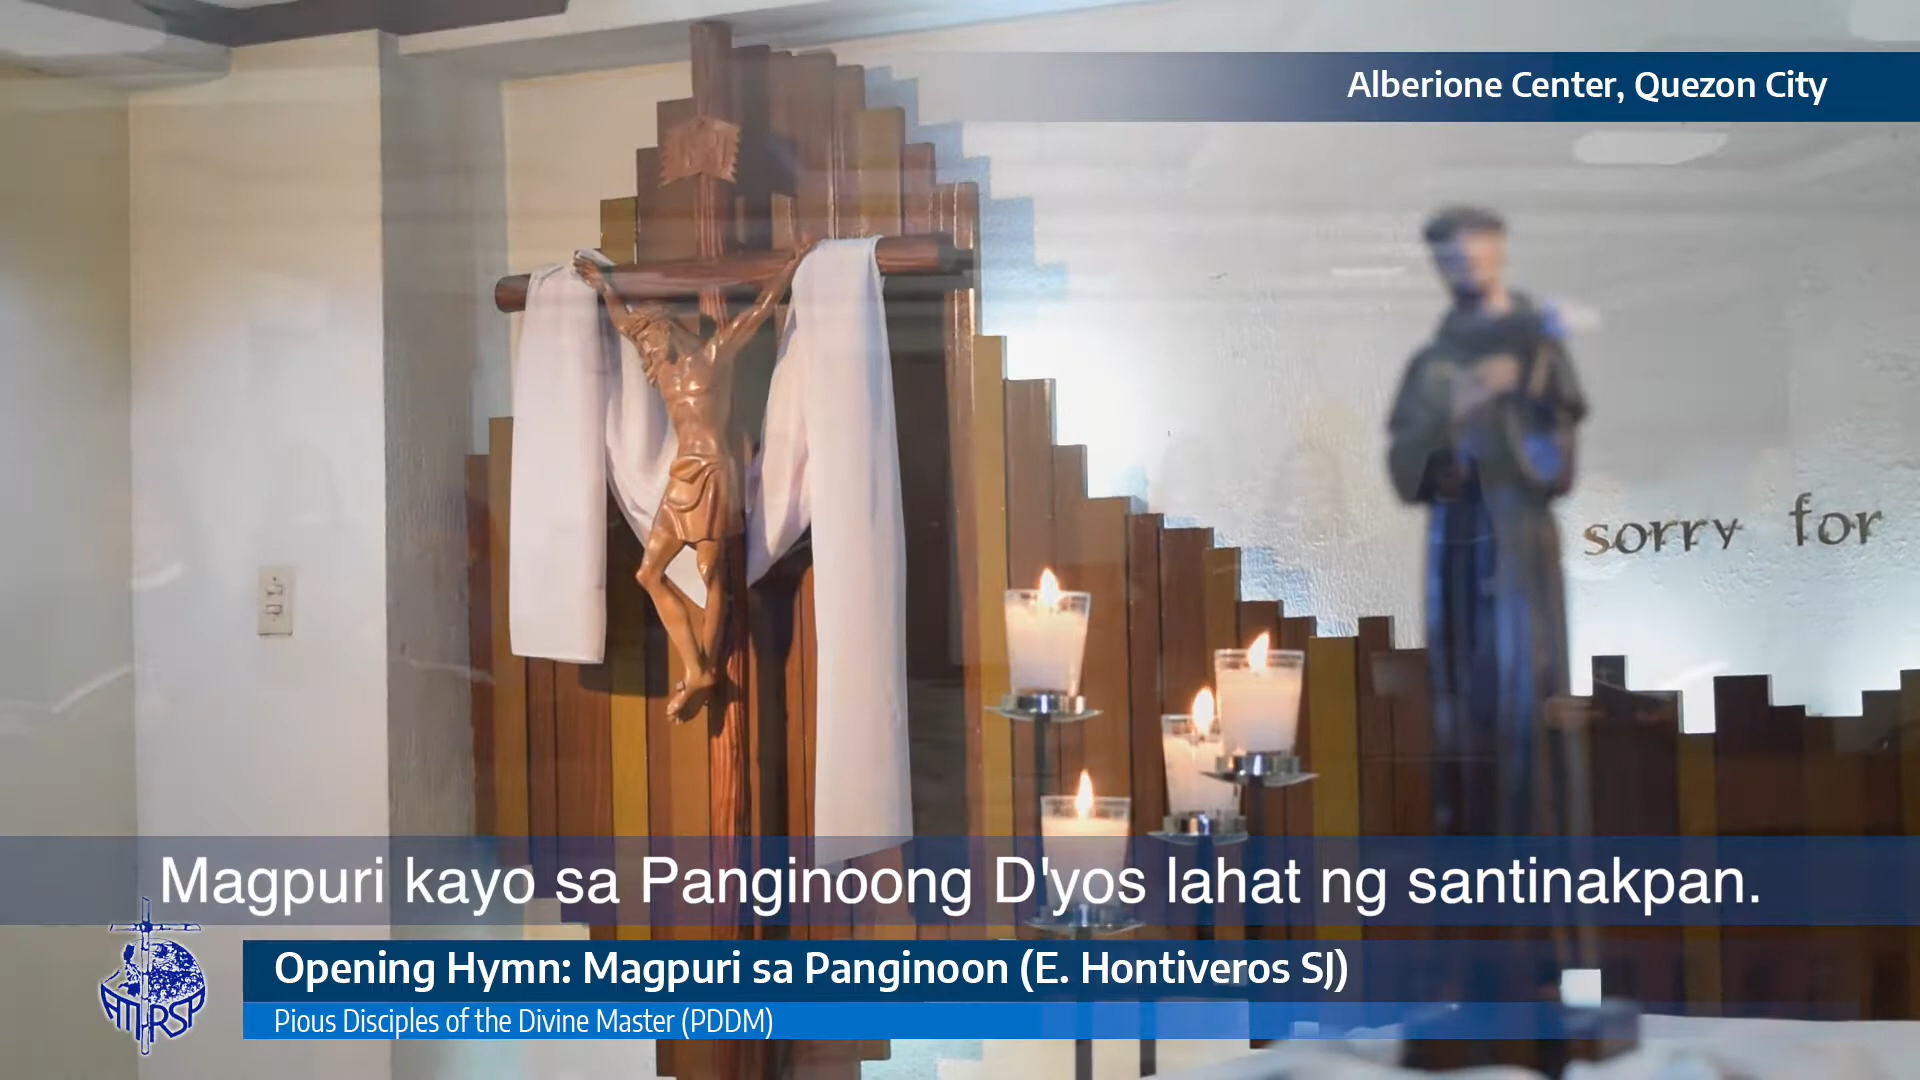 Alberione Center, Quezon City
sorry for
Magpuri kayo sa Panginoong D'yos lahat ng santinakpan.
Opening Hymn: Magpuri sa Panginoon (E. Hontiveros SJ)
Pious Disciples of the Divine Master (PDDM)